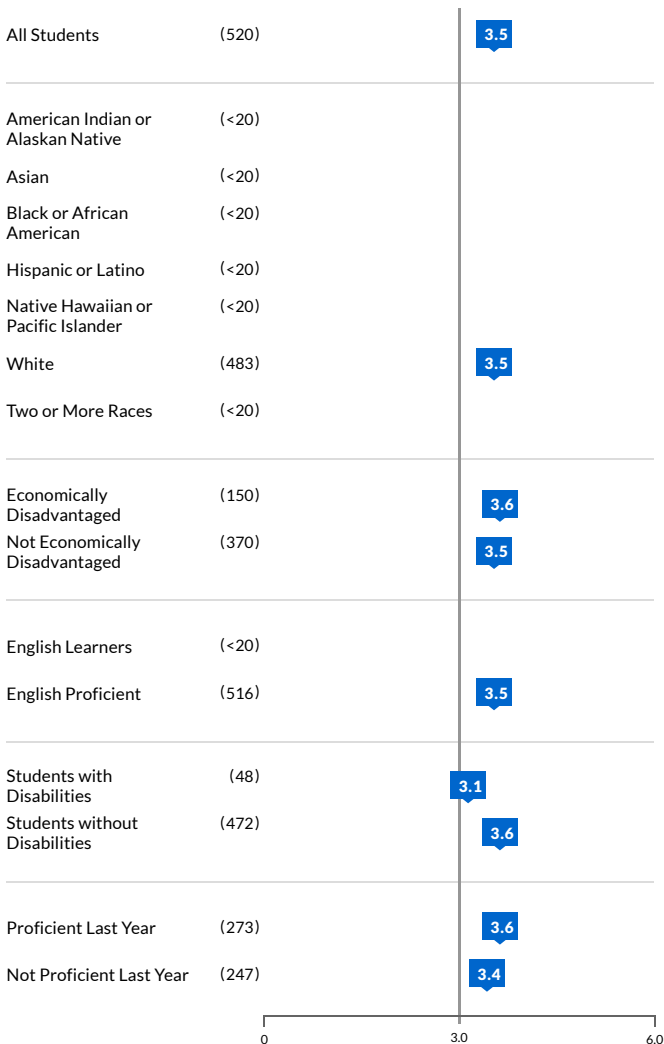 All Students (520) 3.5
American Indian or (<20)
Alaskan Native
Asian (<20)
Black or African (<20)
American
Hispanic or Latino (<20)
Native Hawaiian or (<20)
Pacific Islander
White (483) 3.5
Two or More Races (<20)
Economically (150) 3.6
Disadvantaged
Not Economically (370) 3.5
Disadvantaged
English Learners (<20)
English Proficient (516) 3.5
Students with (48) 3.1
Disabilities
Students without (472) 3.6
Disabilities
Proficient Last Year (273) 3.6
Not Proficient Last Year (247) 3.4
0 3.0 6.0